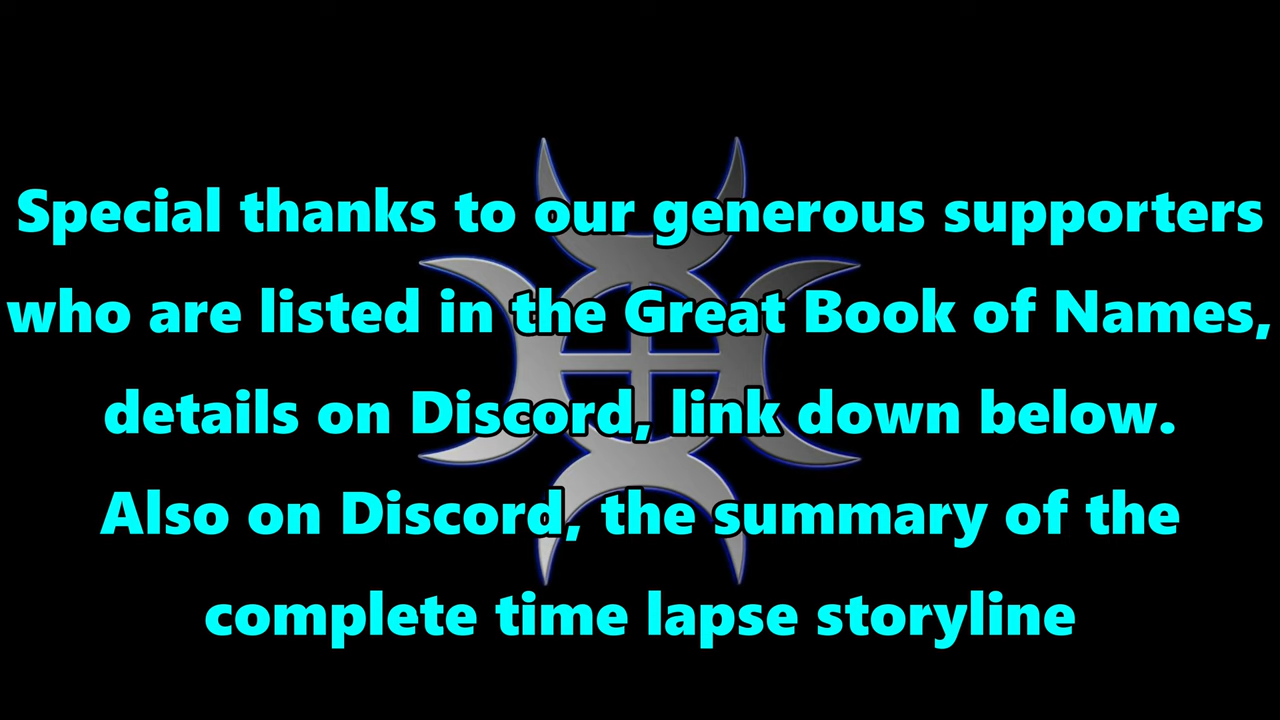 Special thanks to our generous supporters
who are listed in the Great Book of Names,
details on Discord, link down below.
Also on Discord, the summary of the
complete time lapse storyline